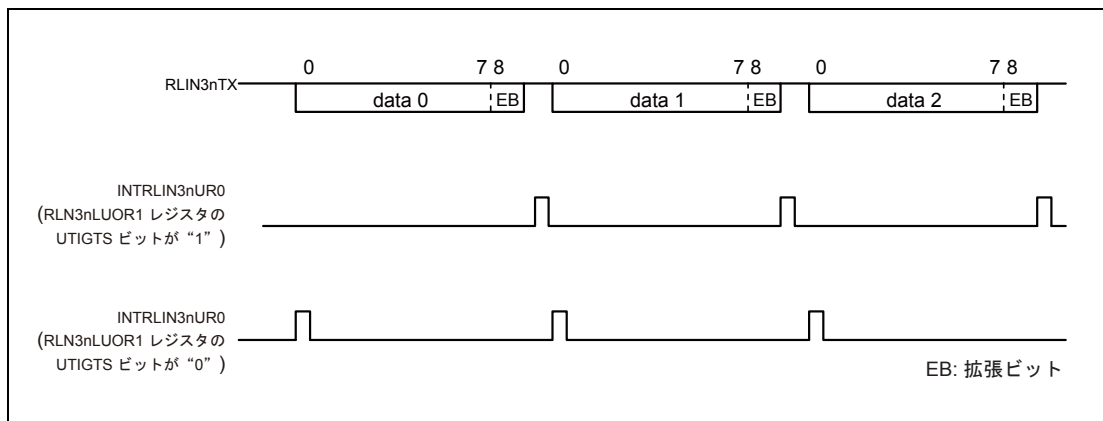 0 7 8 0 7 8 0 7 8
RLIN3nTX
data 0 EB data 1 EB data 2 EB
INTRLIN3nUR0
(RLN3nLUOR1 レジスタの
UTIGTS ビットが“1”)
INTRLIN3nUR0
(RLN3nLUOR1 レジスタの
UTIGTS ビットが“0”)
EB: 拡張ビット